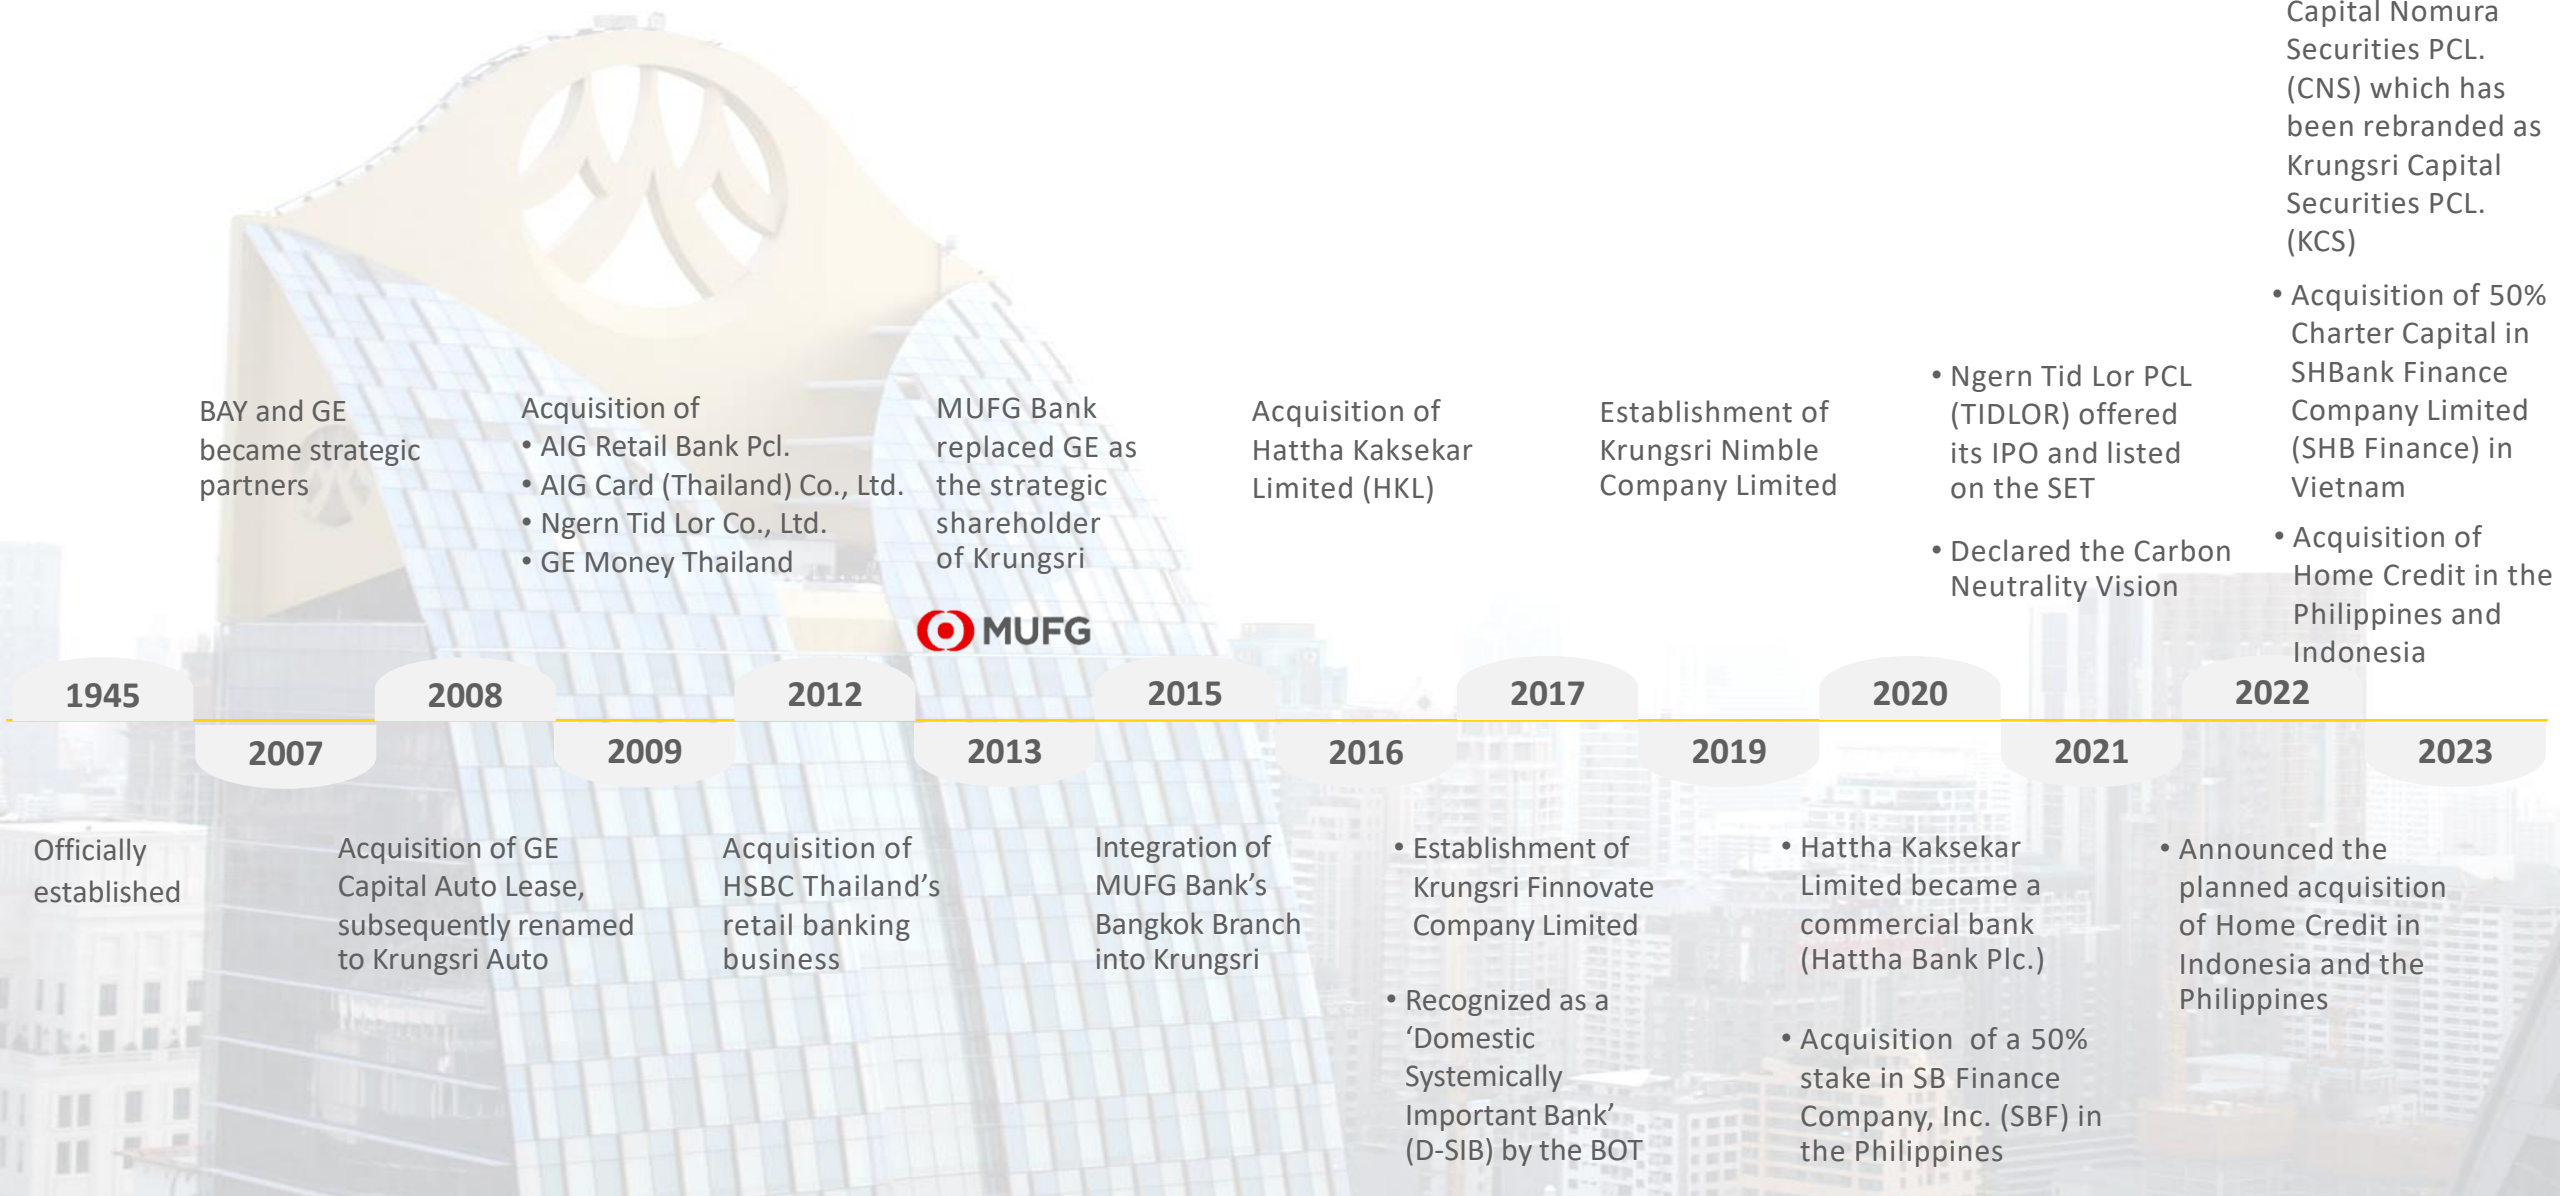 Capital Nomura
Securities PCL.
(CNS) which has
been rebranded as
Krungsri Capital
Securities PCL.
(KCS)
• Acquisition of 50%
Charter Capital in
SHBank Finance
Company Limited
(SHB Finance) in
Vietnam
• Acquisition of
Home Credit in the
Philippines and
Indonesia
BAY and GE
became strategic
partners
Acquisition of
• AIG Retail Bank Pcl.
• AIG Card (Thailand) Co., Ltd.
• Ngern Tid Lor Co., Ltd.
• GE Money Thailand
MUFG Bank
replaced GE as
the strategic
shareholder
of Krungsri
MUFG
Acquisition of
Hattha Kaksekar
Limited (HKL)
Establishment of
Krungsri Nimble
Company Limited
• Ngern Tid Lor PCL
(TIDLOR) offered
its IPO and listed
on the SET
• Declared the Carbon
Neutrality Vision
1945
2007
2008
2009
2012
2013
2015
2016
2017
2019
2020
2021
2022
2023
Officially
established
Acquisition of GE
Capital Auto Lease,
subsequently renamed
to Krungsri Auto
Acquisition of
HSBC Thailand’s
retail banking
business
Integration of
MUFG Bank’s
Bangkok Branch
into Krungsri
• Establishment of
Krungsri Finnovate
Company Limited
• Recognized as a
‘Domestic
Systemically
Important Bank’
(D-SIB) by the BOT
• Hattha Kaksekar
Limited became a
commercial bank
(Hattha Bank Plc.)
• Acquisition of a 50%
stake in SB Finance
Company, Inc. (SBF) in
the Philippines
• Announced the
planned acquisition
of Home Credit in
Indonesia and the
Philippines